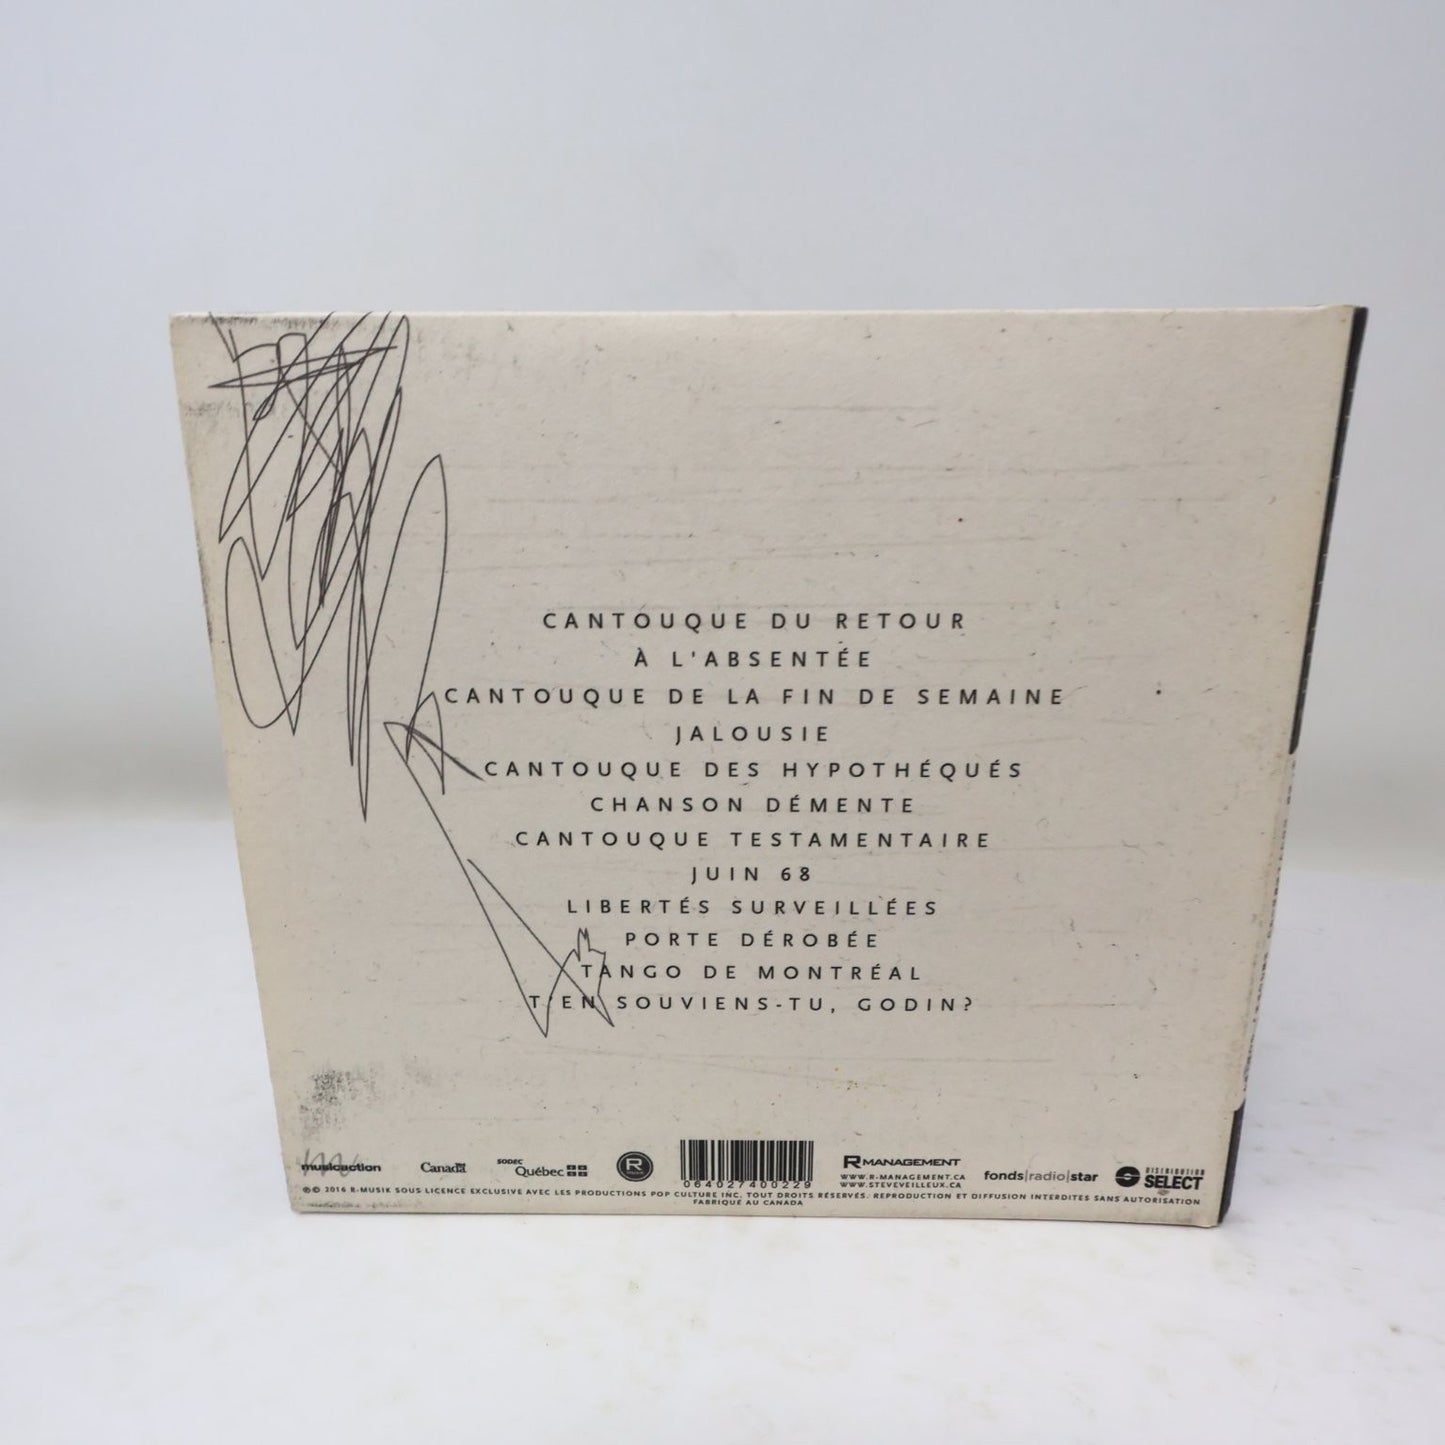 CANTOUQUE DU RETOUR
À L'ABSENTÉE
CANTOUQUE DE LA FIN DE SEMAINE
JALOUSIE
CANTOUQUE DES HYPOTHÉQUÉS
CHANSON DÉMENTE
CANTOUQUE TESTAMENTAIRE
JUIN 68
LIBERTÉS SURVEILLÉES
PORTE DÉROBÉE
TANGO DE MONTRÉAL
T'EN SOUVIENS-TU, GODIN?
musicaction
Canada
SODEC
Québec
R
064027400229
R MANAGEMENT
WWW.R-MANAGEMENT.CA
WWW.STEVEVEILLEUX.CA
fonds|radio|star
DISTRIBUTION
SELECT
℗© 2016 R-MUSIK SOUS LICENCE EXCLUSIVE AVEC LES PRODUCTIONS POP CULTURE INC. TOUT DROITS RÉSERVÉS. REPRODUCTION ET DIFFUSION INTERDITES SANS AUTORISATION
FABRIQUÉ AU CANADA